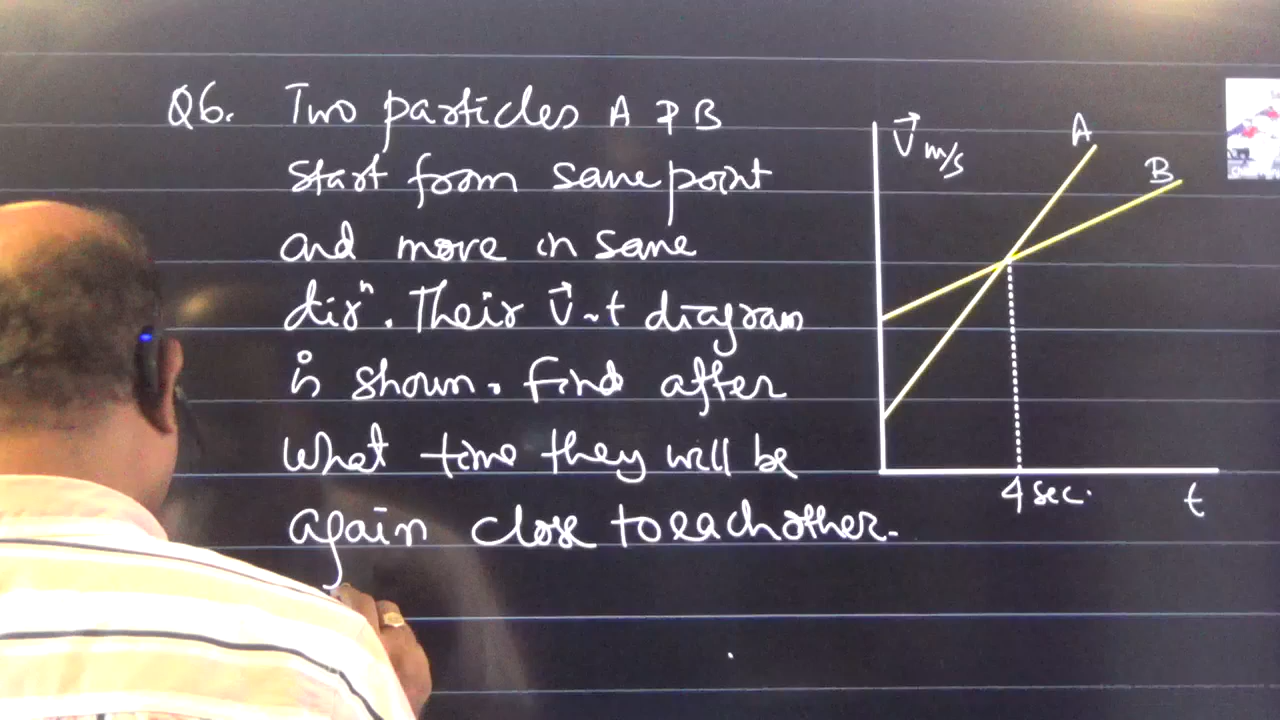 Q6. Two particles A & B
start from same point
and move in same
dirⁿ. Their v⃗-t diagram
is shown. Find after
what time they will be
again close to each other.
v⃗ m/s
A
B
4 sec.
t